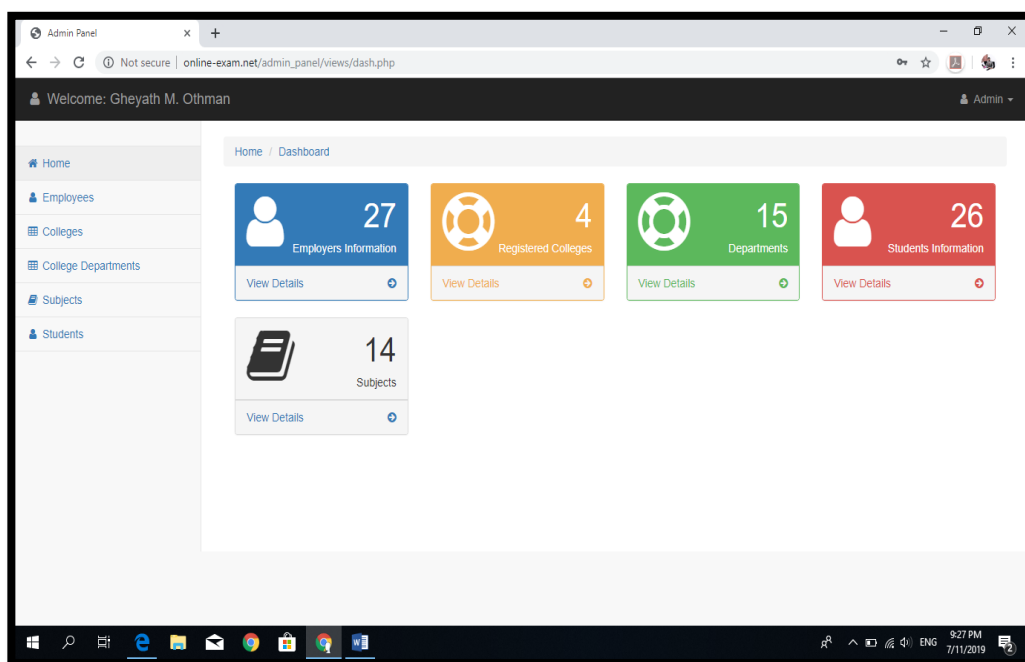 Admin Panel
Not secure | online-exam.net/admin_panel/views/dash.php
Welcome: Gheyath M. Othman
Admin
Home
Employees
Colleges
College Departments
Subjects
Students
Home / Dashboard
27
Employers Information
View Details
4
Registered Colleges
View Details
15
Departments
View Details
26
Students Information
View Details
14
Subjects
View Details
ENG
9:27 PM
7/11/2019
2